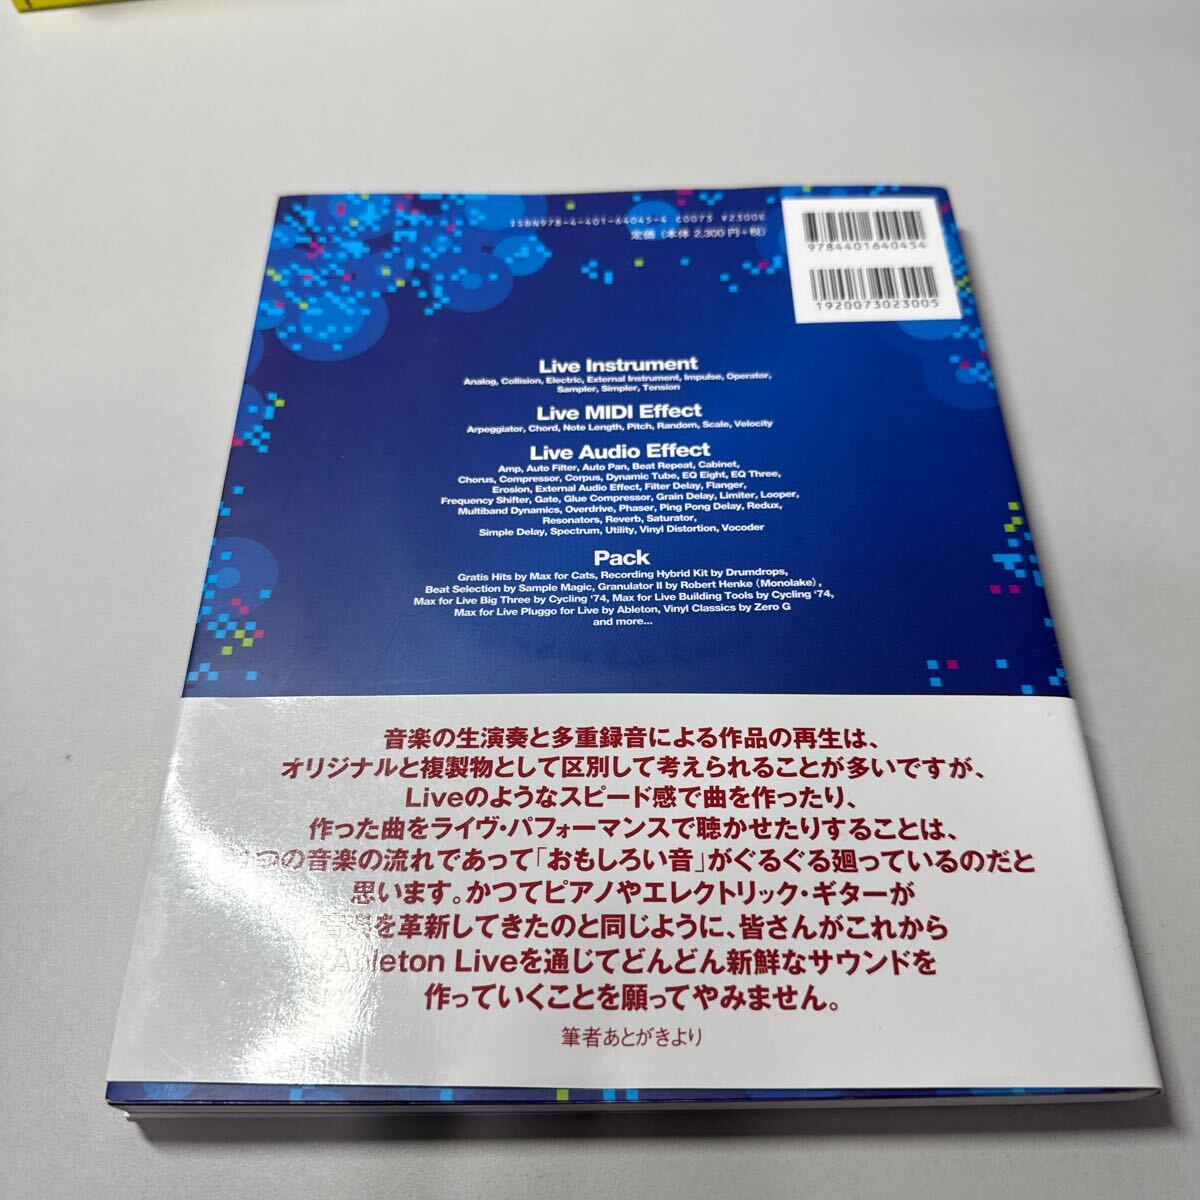 ISBN978-4-401-64045-4 C0073 ¥2300E
定価(本体 2,300円+税)
9784401640454
1920073023005
Live Instrument
Analog, Collision, Electric, External Instrument, Impulse, Operator,
Sampler, Simpler, Tension
Live MIDI Effect
Arpeggiator, Chord, Note Length, Pitch, Random, Scale, Velocity
Live Audio Effect
Amp, Auto Filter, Auto Pan, Beat Repeat, Cabinet,
Chorus, Compressor, Corpus, Dynamic Tube, EQ Eight, EQ Three,
Erosion, External Audio Effect, Filter Delay, Flanger,
Frequency Shifter, Gate, Glue Compressor, Grain Delay, Limiter, Looper,
Multiband Dynamics, Overdrive, Phaser, Ping Pong Delay, Redux,
Resonators, Reverb, Saturator,
Simple Delay, Spectrum, Utility, Vinyl Distortion, Vocoder
Pack
Gratis Hits by Max for Cats, Recording Hybrid Kit by Drumdrops,
Beat Selection by Sample Magic, Granulator II by Robert Henke (Monolake),
Max for Live Big Three by Cycling '74, Max for Live Building Tools by Cycling '74,
Max for Live Pluggo for Live by Ableton, Vinyl Classics by Zero G
and more...
音楽の生演奏と多重録音による作品の再生は、
オリジナルと複製物として区別して考えられることが多いですが、
Liveのようなスピード感で曲を作ったり、
作った曲をライヴ・パフォーマンスで聴かせたりすることは、
1つの音楽の流れであって「おもしろい音」がぐるぐる廻っているのだと
思います。かつてピアノやエレクトリック・ギターが
音楽を革新してきたのと同じように、皆さんがこれから
Ableton Liveを通じてどんどん新鮮なサウンドを
作っていくことを願ってやみません。
筆者あとがきより